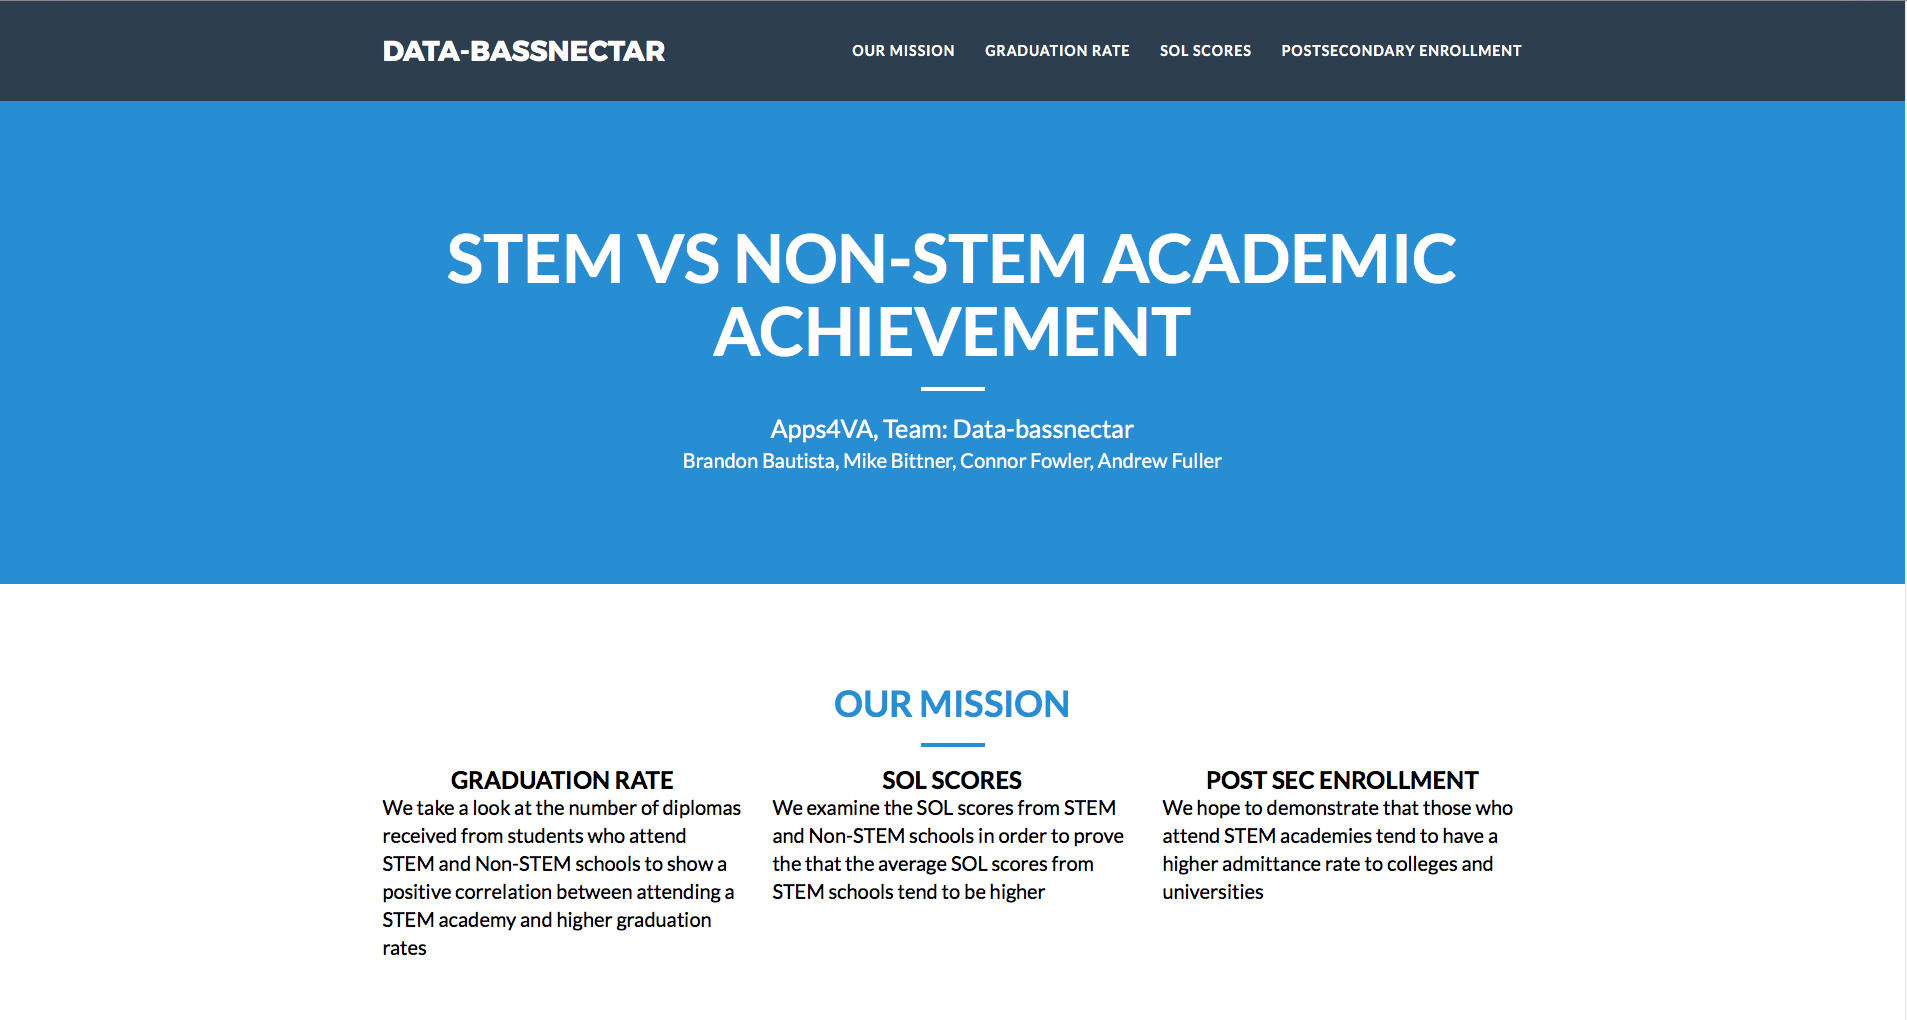 DATA-BASSNECTAR
OUR MISSION
GRADUATION RATE
SOL SCORES
POSTSECONDARY ENROLLMENT
STEM VS NON-STEM ACADEMIC
ACHIEVEMENT
Apps4VA, Team: Data-bassnectar
Brandon Bautista, Mike Bittner, Connor Fowler, Andrew Fuller
OUR MISSION
GRADUATION RATE
We take a look at the number of diplomas
received from students who attend
STEM and Non-STEM schools to show a
positive correlation between attending a
STEM academy and higher graduation
rates
SOL SCORES
We examine the SOL scores from STEM
and Non-STEM schools in order to prove
the that the average SOL scores from
STEM schools tend to be higher
POST SEC ENROLLMENT
We hope to demonstrate that those who
attend STEM academies tend to have a
higher admittance rate to colleges and
universities